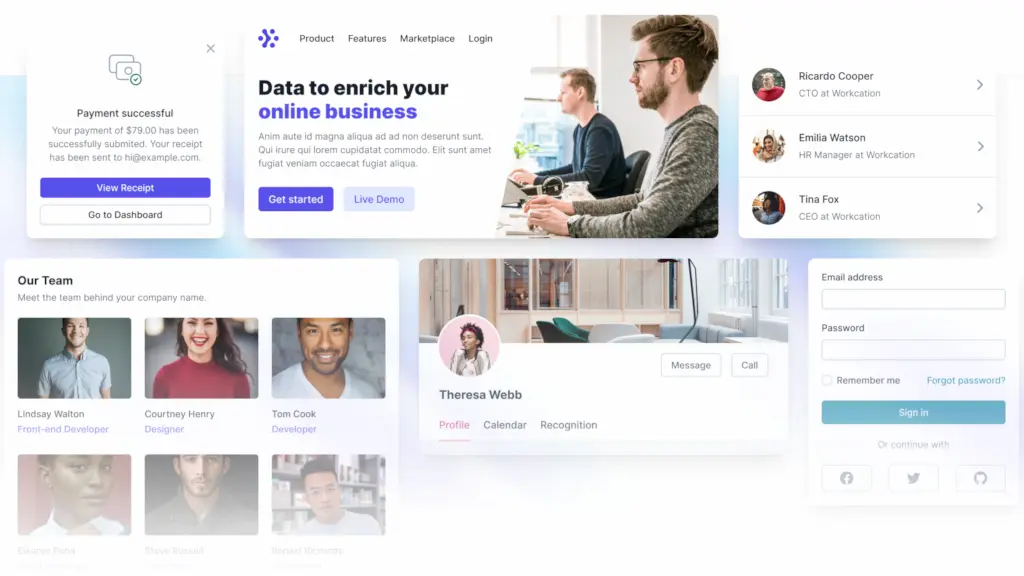 Payment successful
Your payment of $79.00 has been
successfully submited. Your receipt
has been sent to hi@example.com.
View Receipt
Go to Dashboard
Product Features Marketplace Login
Data to enrich your
online business
Anim aute id magna aliqua ad ad non deserunt sunt.
Qui irure qui lorem cupidatat commodo. Elit sunt amet
fugiat veniam occaecat fugiat aliqua.
Get started Live Demo
Ricardo Cooper
CTO at Workcation
Emilia Watson
HR Manager at Workcation
Tina Fox
CEO at Workcation
Our Team
Meet the team behind your company name.
Lindsay Walton Courtney Henry Tom Cook
Front-end Developer Designer Developer
Eleanor Pena
Message Call
Theresa Webb
Profile Calendar Recognition
Email address
Password
Remember me Forgot password?
Sign in
Or continue with